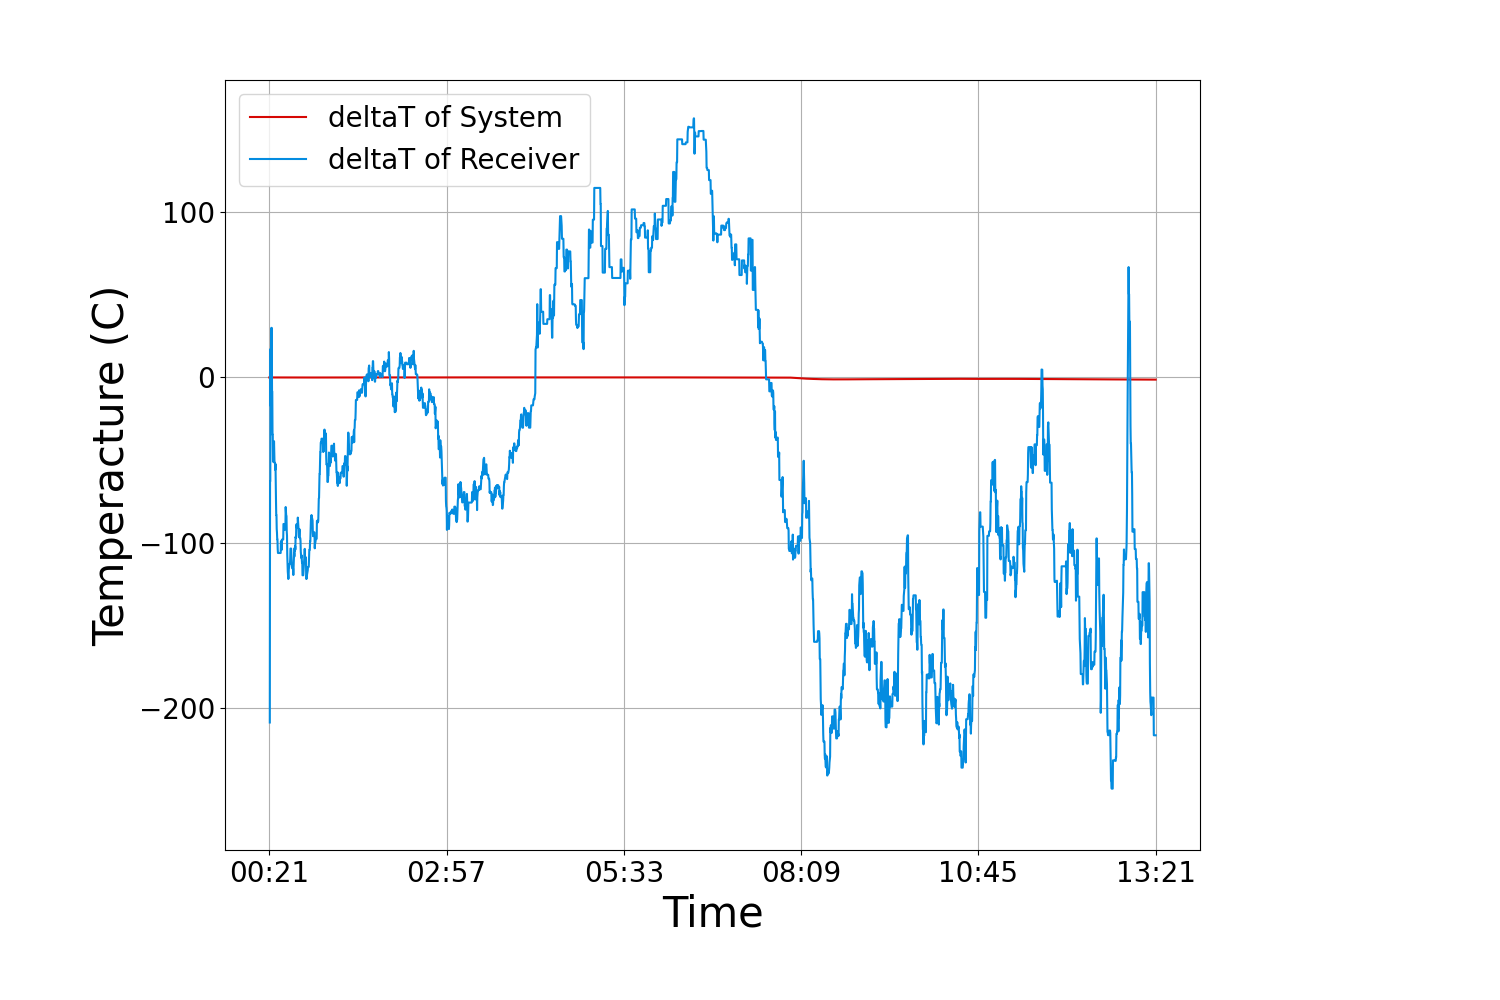 deltaT of System
deltaT of Receiver
Temperacture (C)
100
0
−100
−200
00:21 02:57 05:33 08:09 10:45 13:21
Time